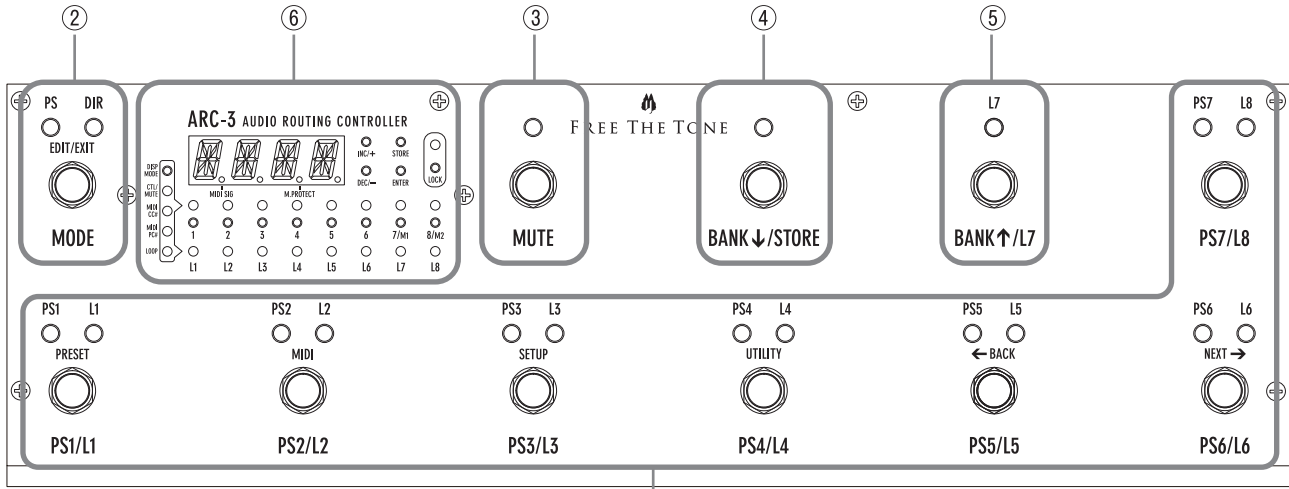 ② ⑥ ③ ④ ⑤
PS DIR
EDIT/EXIT
MODE
ARC-3 AUDIO ROUTING CONTROLLER
INC/+ STORE
DEC/– ENTER
LOCK
MIDI SIG M.PROTECT
DISP MODE
CTL/MUTE
MIDI CC#
MIDI PC#
LOOP
1 2 3 4 5 6 7/M1 8/M2
L1 L2 L3 L4 L5 L6 L7 L8
FREE THE TONE
MUTE
BANK↓/STORE
L7
BANK↑/L7
PS7 L8
PS7/L8
PS1 L1
PRESET
PS1/L1
PS2 L2
MIDI
PS2/L2
PS3 L3
SETUP
PS3/L3
PS4 L4
UTILITY
PS4/L4
PS5 L5
←BACK
PS5/L5
PS6 L6
NEXT→
PS6/L6